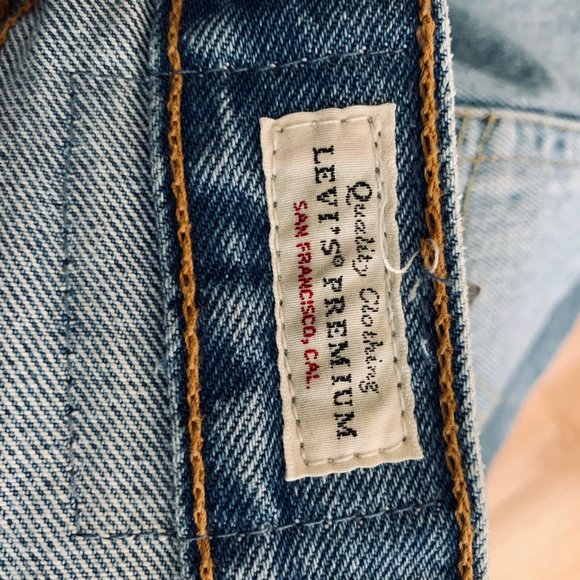 Quality Clothing
LEVI'S® PREMIUM
SAN FRANCISCO, CAL.